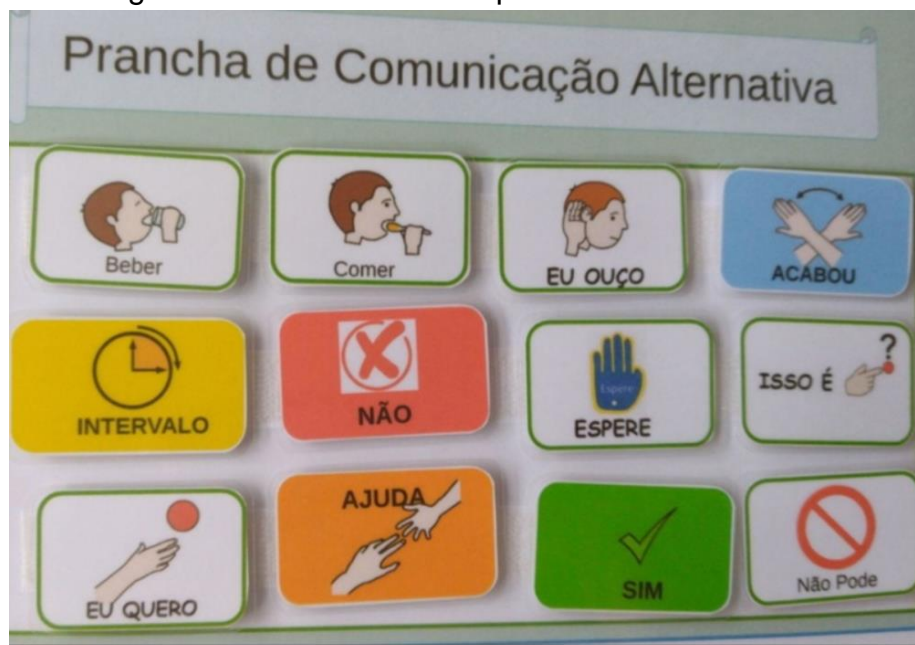 Prancha de Comunicação Alternativa
Beber
Comer
EU OUÇO
ACABOU
INTERVALO
NÃO
Espere
ESPERE
ISSO É
?
EU QUERO
AJUDA
SIM
Não Pode